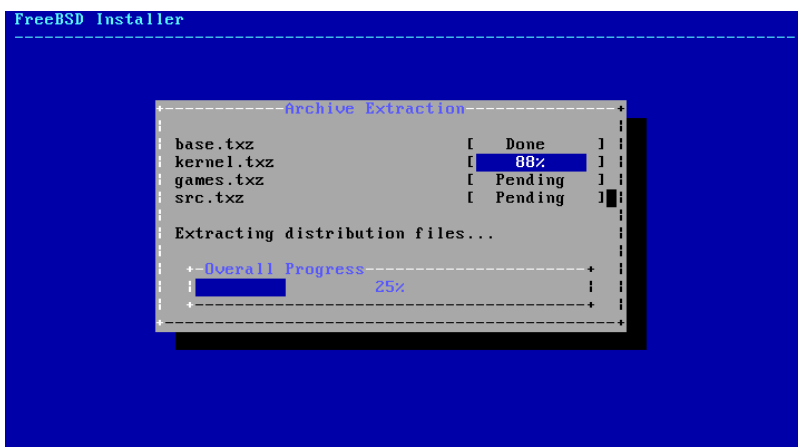 FreeBSD Installer
Archive Extraction
base.txz [ Done ]
kernel.txz [ 88% ]
games.txz [ Pending ]
src.txz [ Pending ]
Extracting distribution files...
Overall Progress
25%